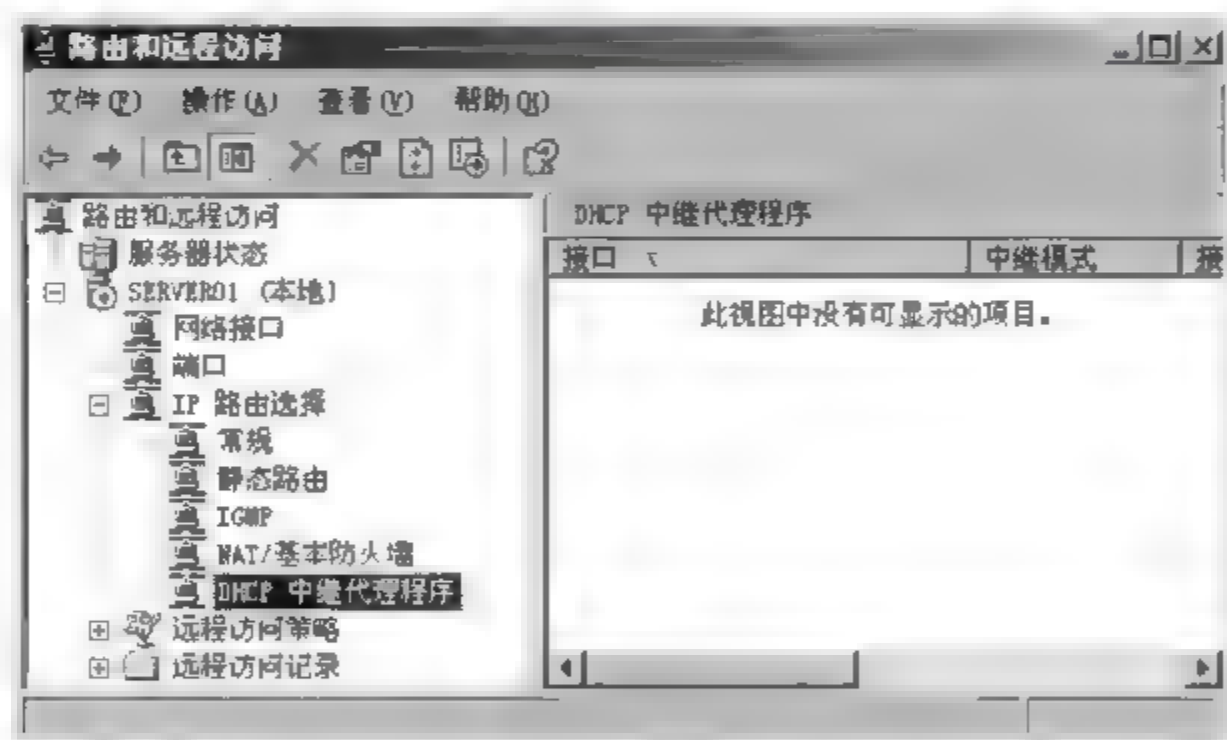 路由和远程访问
文件(F) 操作(A) 查看(V) 帮助(H)
路由和远程访问
服务器状态
SERVER01 (本地)
网络接口
端口
IP 路由选择
常规
静态路由
IGMP
NAT/基本防火墙
DHCP 中继代理程序
远程访问策略
远程访问记录
DHCP 中继代理程序
接口 中继模式 接
此视图中没有可显示的项目。